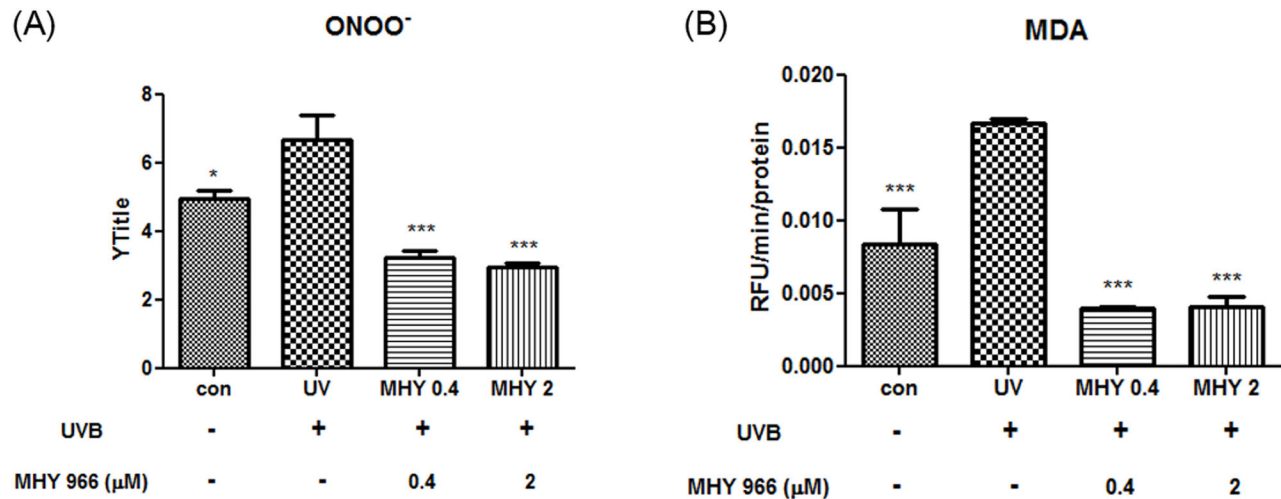 (A)
ONOO⁻
YTitle
8
6
4
2
0
*
***
***
con UV MHY 0.4 MHY 2
UVB - + + +
MHY 966 (μM) - - 0.4 2
(B)
MDA
RFU/min/protein
0.020
0.015
0.010
0.005
0.000
***
***
***
con UV MHY 0.4 MHY 2
UVB - + + +
MHY 966 (μM) - - 0.4 2